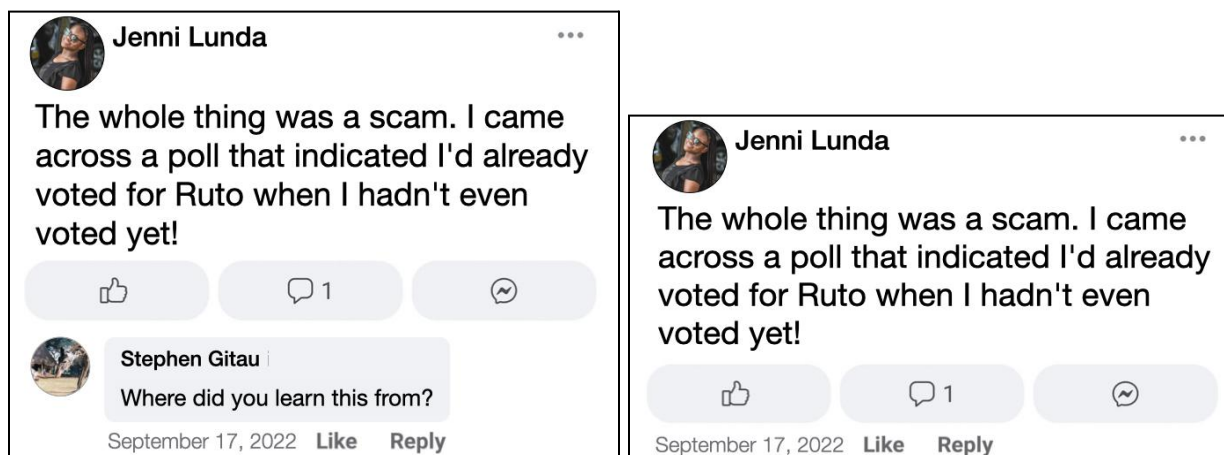 Jenni Lunda
The whole thing was a scam. I came
across a poll that indicated I'd already
voted for Ruto when I hadn't even
voted yet!
1
Stephen Gitau
Where did you learn this from?
September 17, 2022 Like Reply
Jenni Lunda
The whole thing was a scam. I came
across a poll that indicated I'd already
voted for Ruto when I hadn't even
voted yet!
1
September 17, 2022 Like Reply